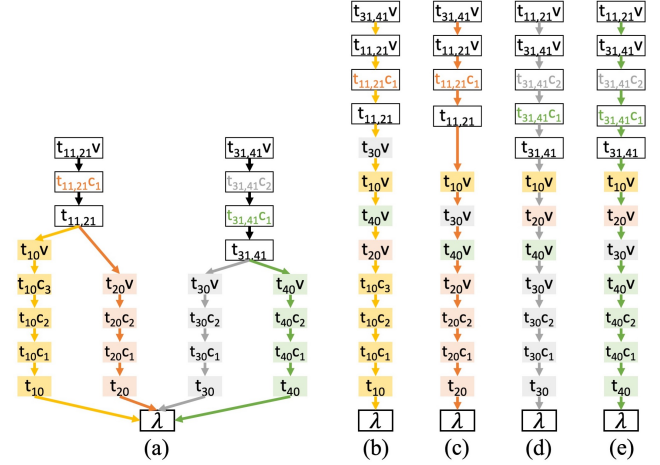 t₁₁,₂₁v
t₁₁,₂₁c₁
t₁₁,₂₁
t₁₀v
t₁₀c₃
t₁₀c₂
t₁₀c₁
t₁₀
t₂₀v
t₂₀c₂
t₂₀c₁
t₂₀
t₃₁,₄₁v
t₃₁,₄₁c₂
t₃₁,₄₁c₁
t₃₁,₄₁
t₃₀v
t₃₀c₂
t₃₀c₁
t₃₀
t₄₀v
t₄₀c₂
t₄₀c₁
t₄₀
λ
(a)
t₃₁,₄₁v
t₁₁,₂₁v
t₁₁,₂₁c₁
t₁₁,₂₁
t₃₀v
t₁₀v
t₄₀v
t₂₀v
t₁₀c₃
t₁₀c₂
t₁₀c₁
t₁₀
λ
(b)
t₃₁,₄₁v
t₁₁,₂₁v
t₁₁,₂₁c₁
t₁₁,₂₁
t₁₀v
t₃₀v
t₄₀v
t₂₀v
t₂₀c₂
t₂₀c₁
t₂₀
λ
(c)
t₁₁,₂₁v
t₃₁,₄₁v
t₃₁,₄₁c₂
t₃₁,₄₁c₁
t₃₁,₄₁
t₁₀v
t₂₀v
t₄₀v
t₃₀v
t₃₀c₂
t₃₀c₁
t₃₀
λ
(d)
t₁₁,₂₁v
t₃₁,₄₁v
t₃₁,₄₁c₂
t₃₁,₄₁c₁
t₃₁,₄₁
t₁₀v
t₂₀v
t₃₀v
t₄₀v
t₄₀c₂
t₄₀c₁
t₄₀
λ
(e)